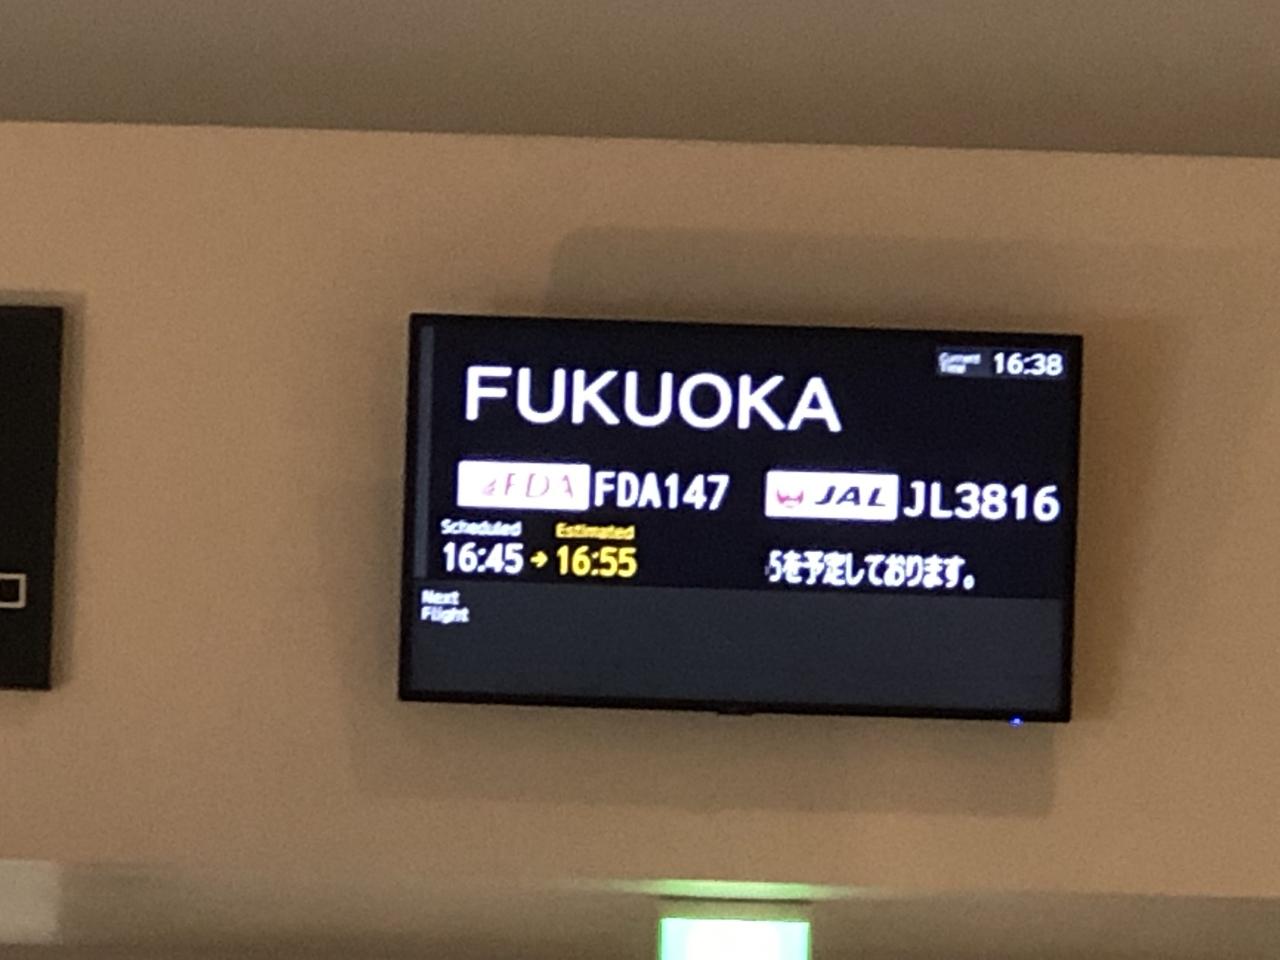 FUKUOKA
Current Time 16:38
FDA FDA147 JAL JL3816
Scheduled Estimated
16:45 → 16:55 5を予定しております。
Next
Flight